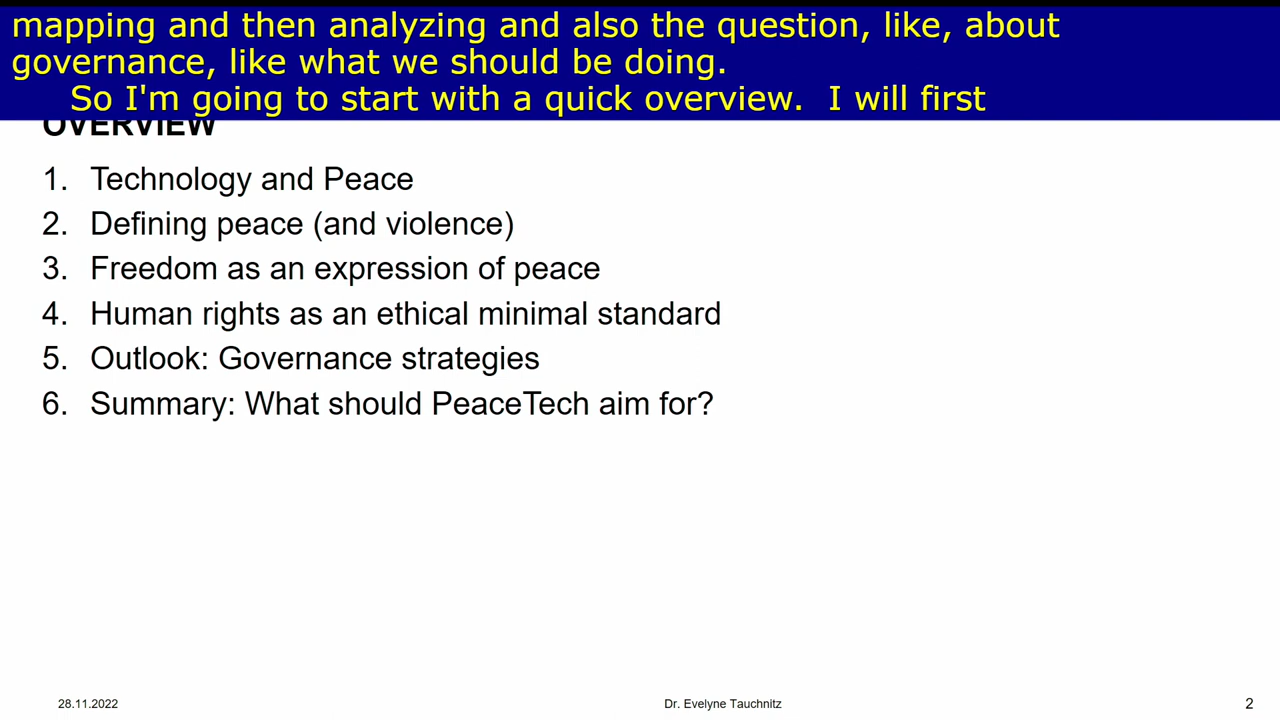 mapping and then analyzing and also the question, like, about
governance, like what we should be doing.
So I'm going to start with a quick overview.  I will first
OVERVIEW
1. Technology and Peace
2. Defining peace (and violence)
3. Freedom as an expression of peace
4. Human rights as an ethical minimal standard
5. Outlook: Governance strategies
6. Summary: What should PeaceTech aim for?
28.11.2022 Dr. Evelyne Tauchnitz 2